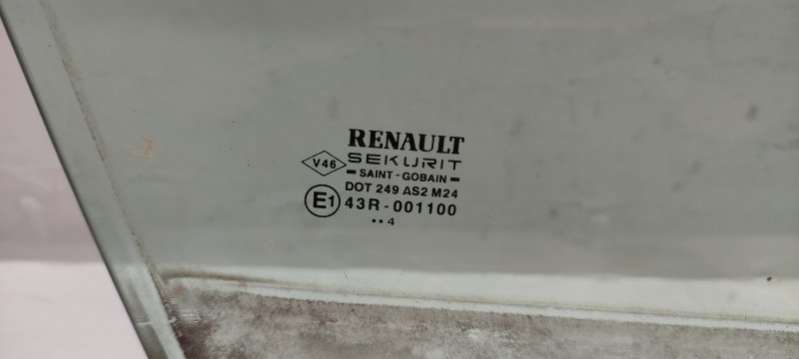 RENAULT
V46 SEKURIT
SAINT-GOBAIN
DOT 249 AS2 M24
E1 43R-001100
••4